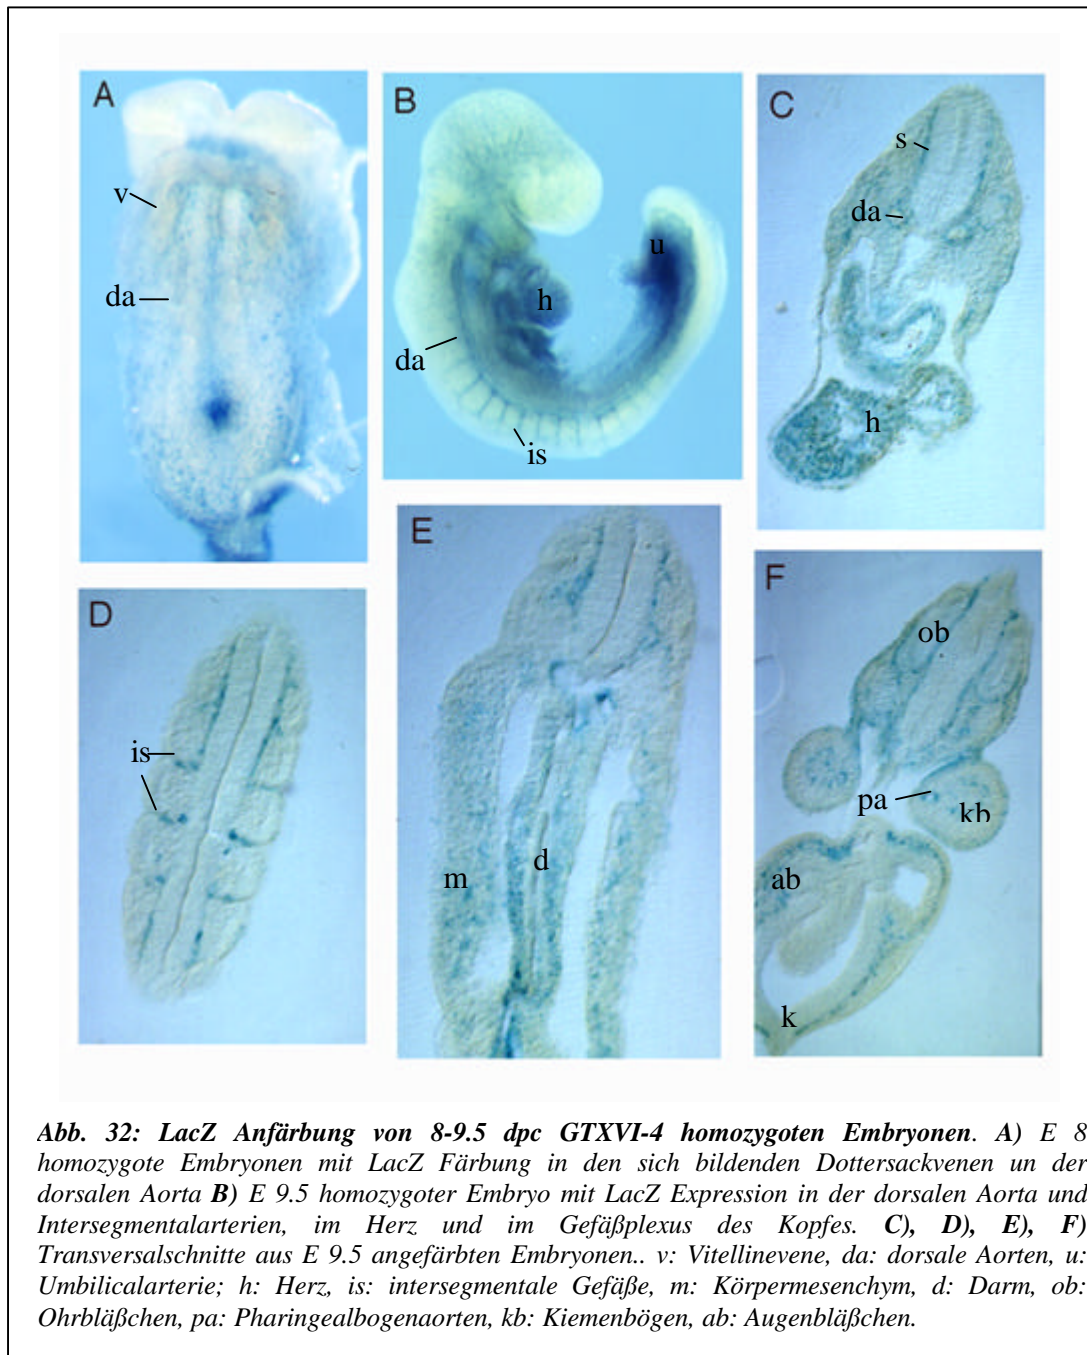 A
v
da
B
u
h
da
is
C
s
da
h
D
is
E
m
d
F
ob
pa
kb
ab
k
Abb. 32: LacZ Anfärbung von 8-9.5 dpc GTXVI-4 homozygoten Embryonen. A) E 8
homozygote Embryonen mit LacZ Färbung in den sich bildenden Dottersackvenen un der
dorsalen Aorta B) E 9.5 homozygoter Embryo mit LacZ Expression in der dorsalen Aorta und
Intersegmentalarterien, im Herz und im Gefäßplexus des Kopfes. C), D), E), F)
Transversalschnitte aus E 9.5 angefärbten Embryonen.. v: Vitellinevene, da: dorsale Aorten, u:
Umbilicalarterie; h: Herz, is: intersegmentale Gefäße, m: Körpermesenchym, d: Darm, ob:
Ohrbläßchen, pa: Pharingealbogenaorten, kb: Kiemenbögen, ab: Augenbläßchen.